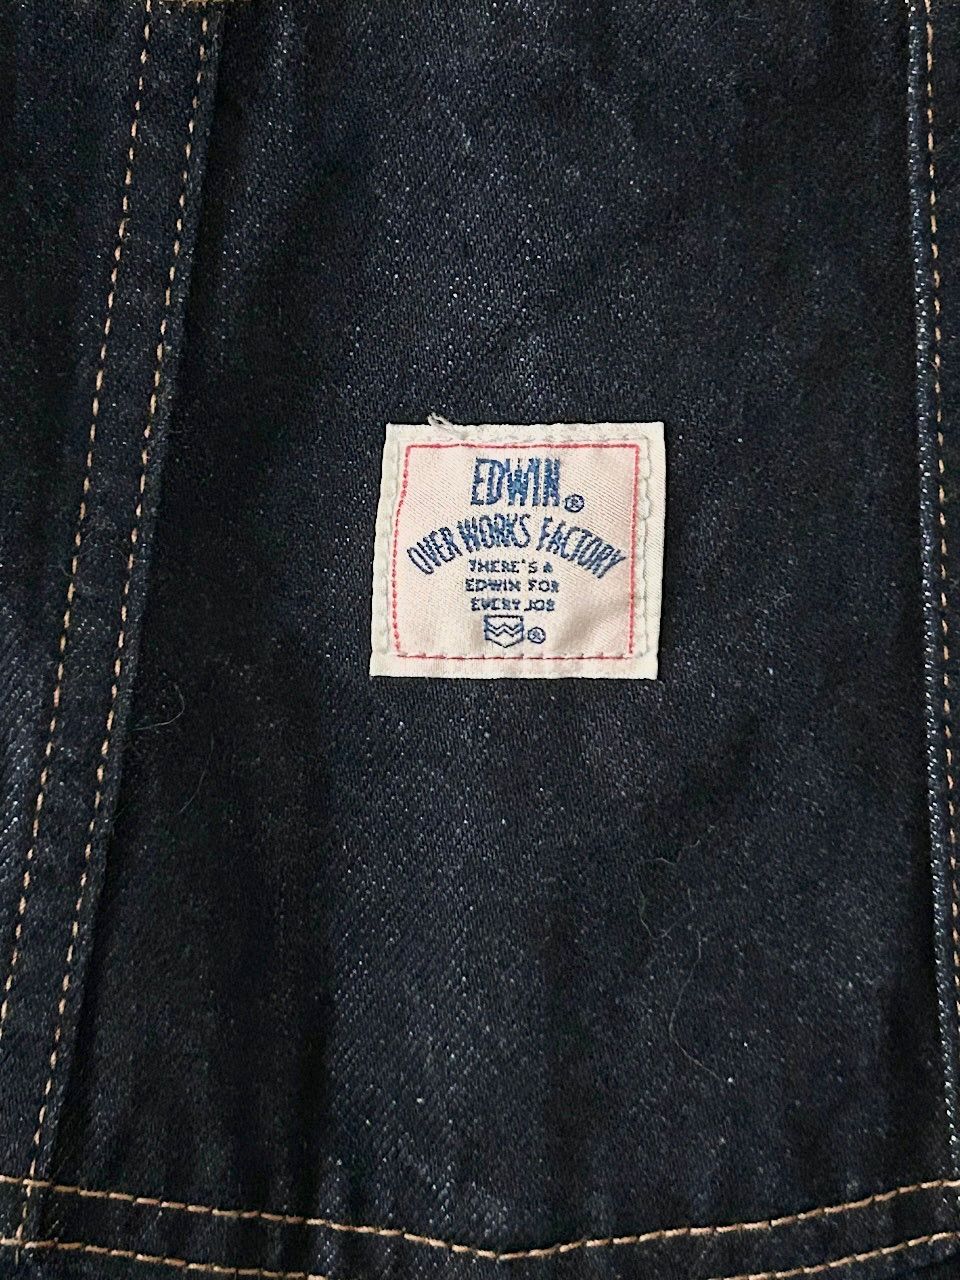 EDWIN®
OVER WORKS FACTORY
THERE'S A
EDWIN FOR
EVERY JOB
®